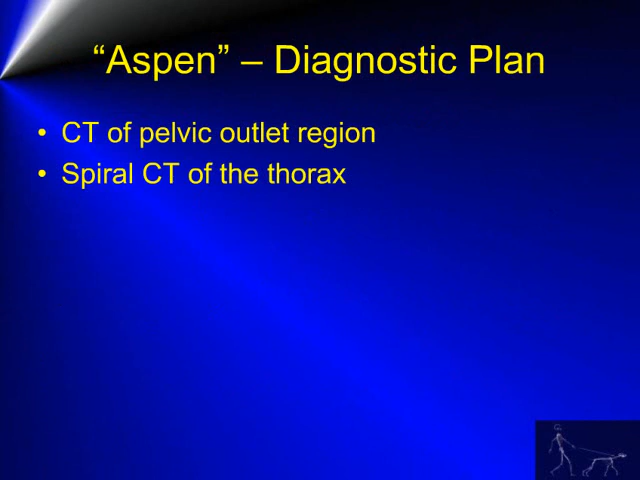 “Aspen” – Diagnostic Plan
• CT of pelvic outlet region
• Spiral CT of the thorax